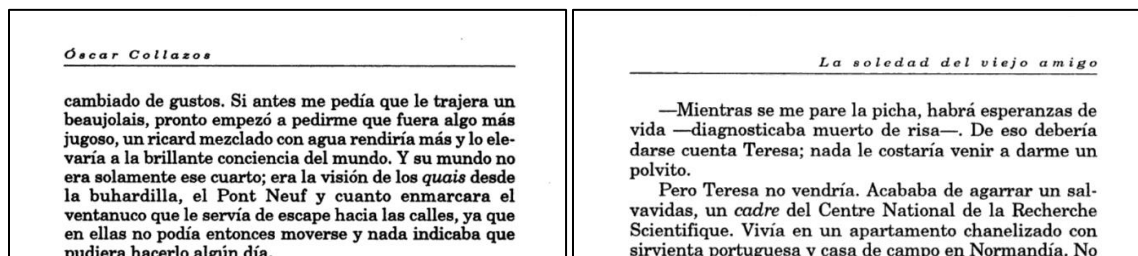 Óscar Collazos
cambiado de gustos. Si antes me pedía que le trajera un
beaujolais, pronto empezó a pedirme que fuera algo más
jugoso, un ricard mezclado con agua rendiría más y lo ele-
varía a la brillante conciencia del mundo. Y su mundo no
era solamente ese cuarto; era la visión de los quais desde
la buhardilla, el Pont Neuf y cuanto enmarcara el
ventanuco que le servía de escape hacia las calles, ya que
en ellas no podía entonces moverse y nada indicaba que
pudiera hacerlo algún día.
La soledad del viejo amigo
—Mientras se me pare la picha, habrá esperanzas de
vida —diagnosticaba muerto de risa—. De eso debería
darse cuenta Teresa; nada le costaría venir a darme un
polvito.
Pero Teresa no vendría. Acababa de agarrar un sal-
vavidas, un cadre del Centre National de la Recherche
Scientifique. Vivía en un apartamento chanelizado con
sirvienta portuguesa y casa de campo en Normandía. No